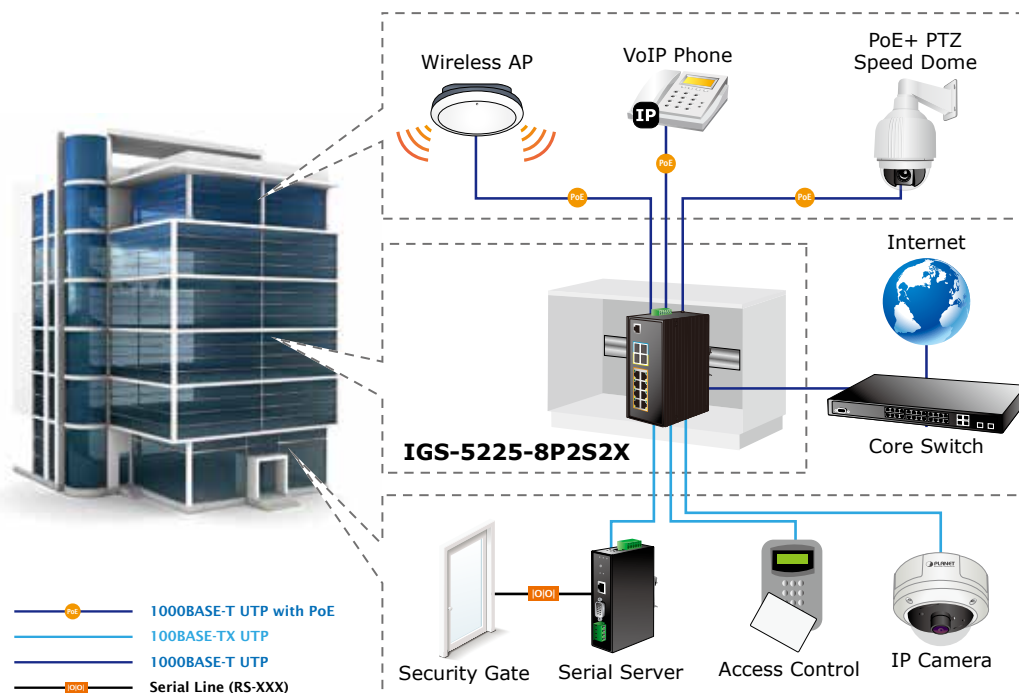 Wireless AP
VoIP Phone
PoE+ PTZ
Speed Dome
IP
PoE
PoE
PoE
Internet
IGS-5225-8P2S2X
Core Switch
PLANET
|O|O|
Security Gate
Serial Server
Access Control
IP Camera
PoE
1000BASE-T UTP with PoE
100BASE-TX UTP
1000BASE-T UTP
|O|O|
Serial Line (RS-XXX)